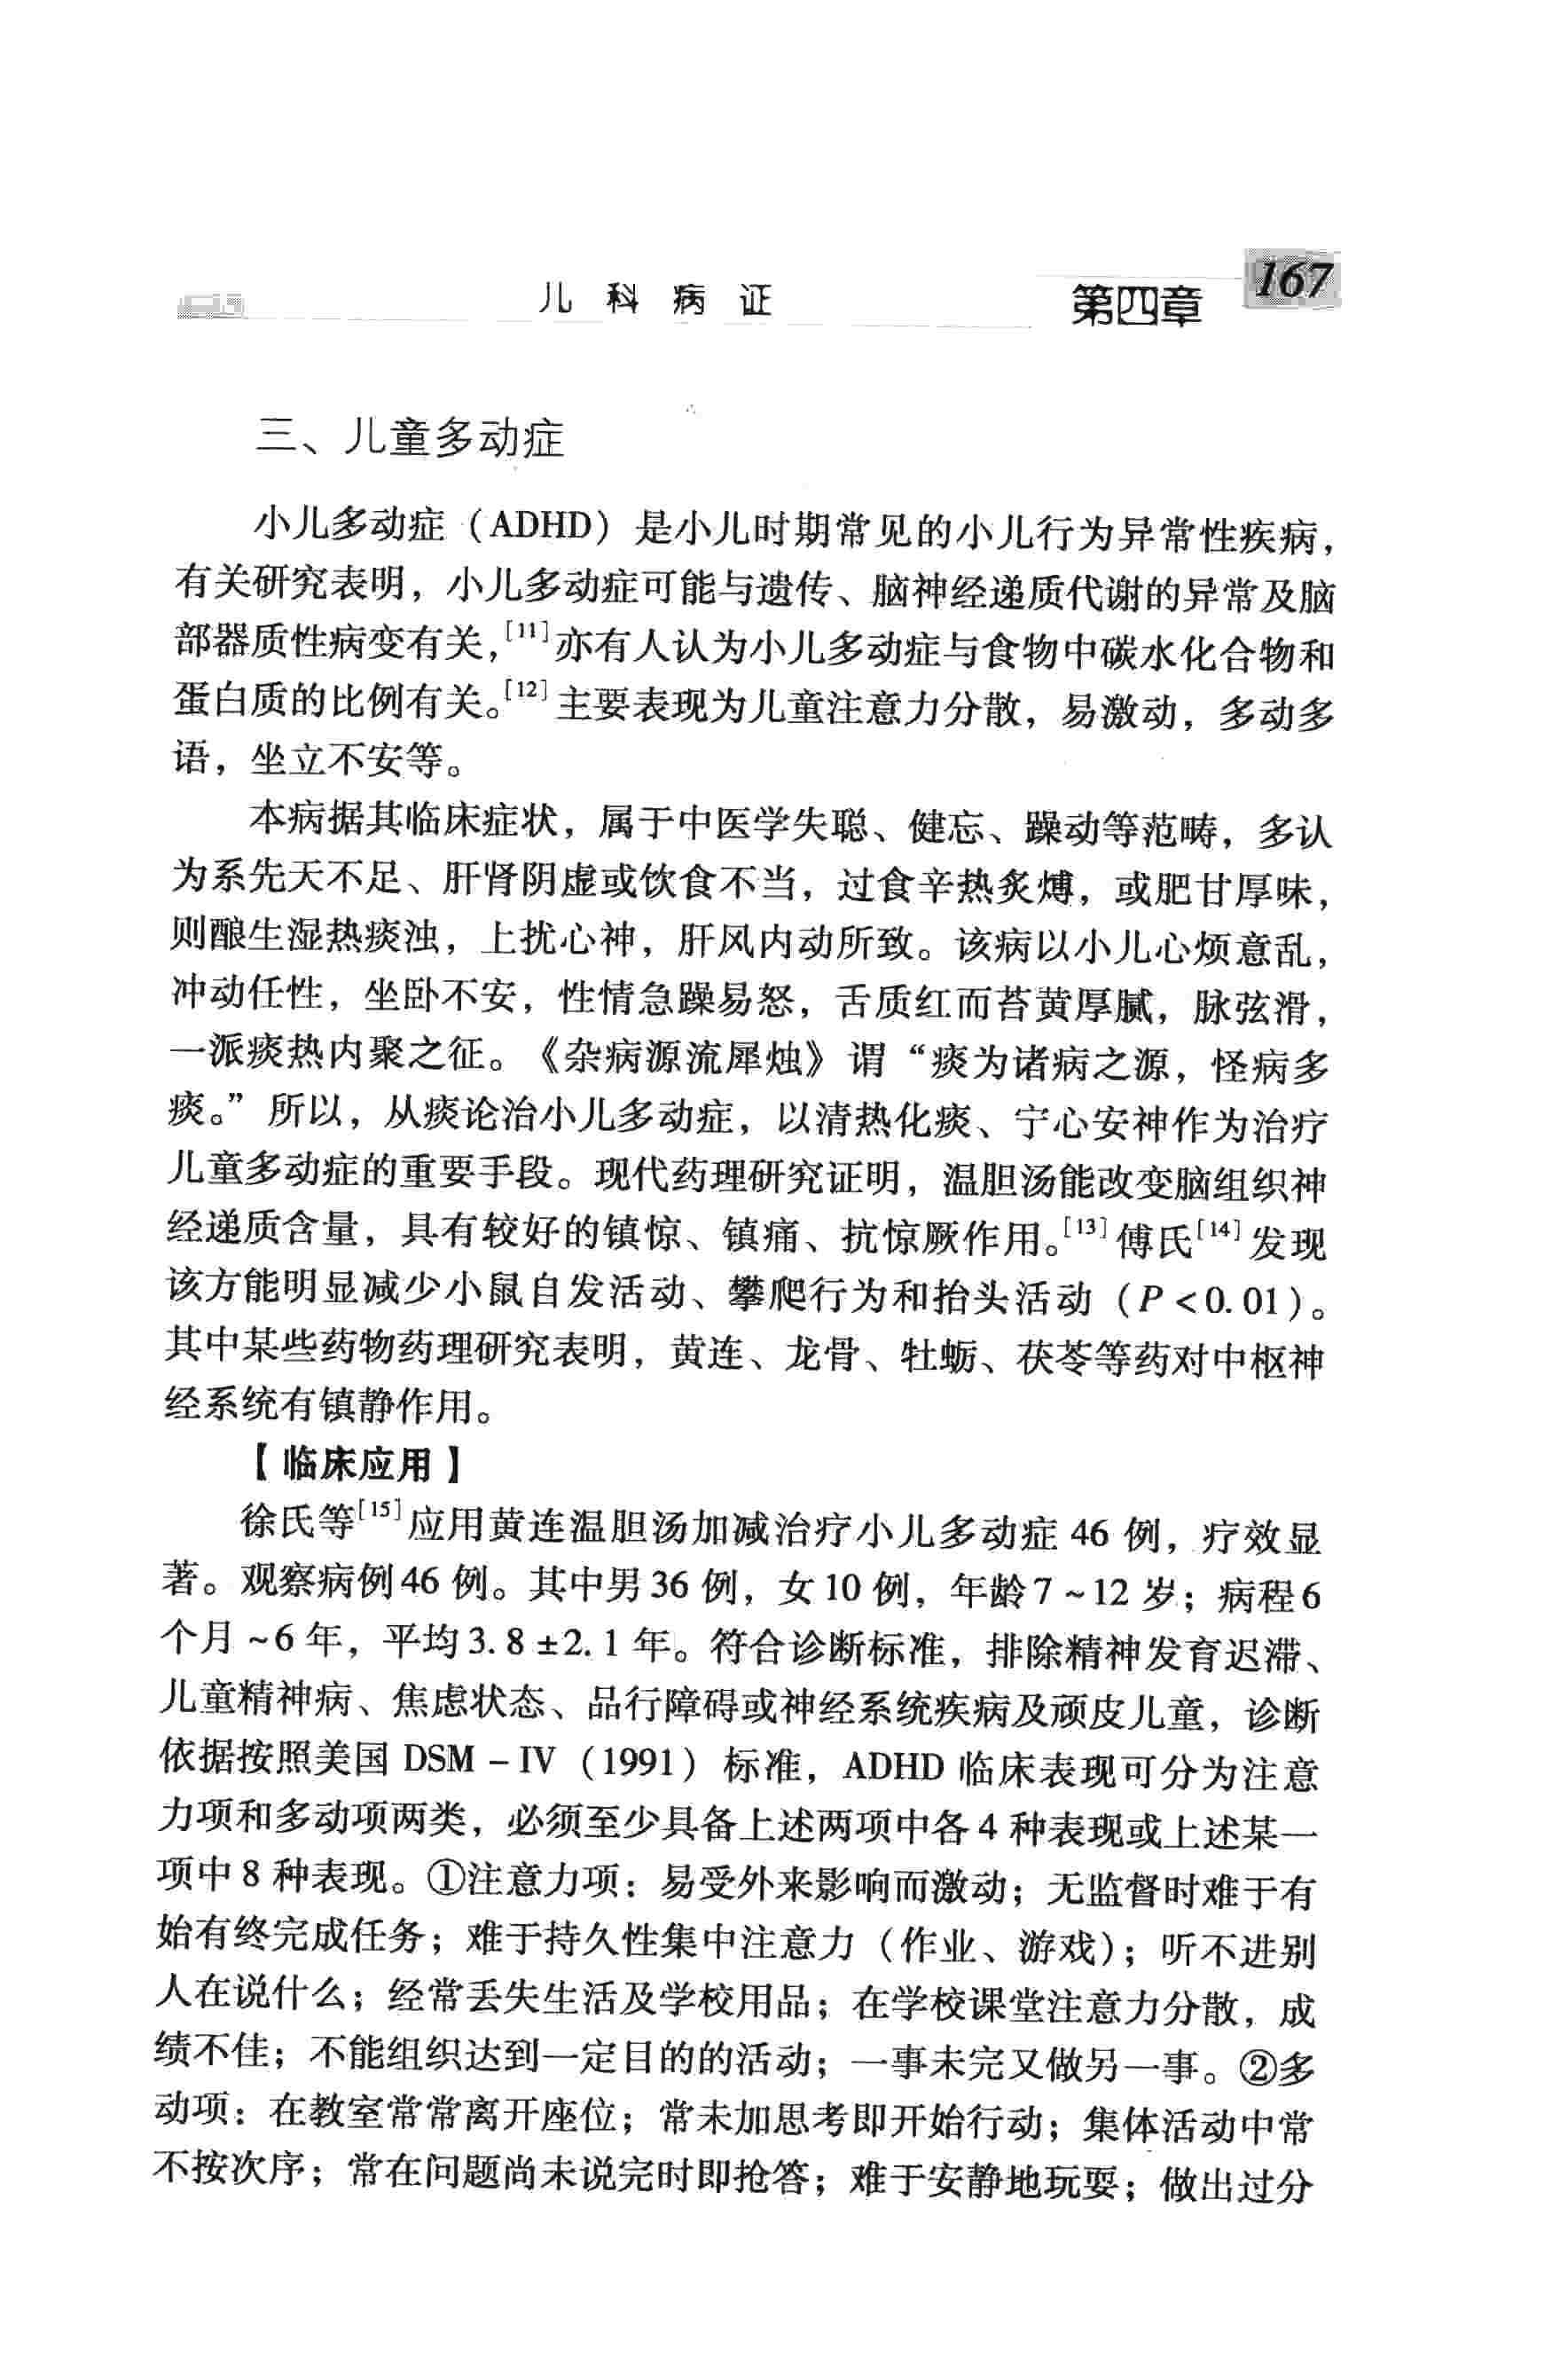 儿科病证
第四章
167
三、儿童多动症
小儿多动症（ADHD）是小儿时期常见的小儿行为异常性疾病，
有关研究表明，小儿多动症可能与遗传、脑神经递质代谢的异常及脑
部器质性病变有关，[11]亦有人认为小儿多动症与食物中碳水化合物和
蛋白质的比例有关。[12]主要表现为儿童注意力分散，易激动，多动多
语，坐立不安等。
本病据其临床症状，属于中医学失聪、健忘、躁动等范畴，多认
为系先天不足、肝肾阴虚或饮食不当，过食辛热炙煿，或肥甘厚味，
则酿生湿热痰浊，上扰心神，肝风内动所致。该病以小儿心烦意乱，
冲动任性，坐卧不安，性情急躁易怒，舌质红而苔黄厚腻，脉弦滑，
一派痰热内聚之征。《杂病源流犀烛》谓“痰为诸病之源，怪病多
痰。”所以，从痰论治小儿多动症，以清热化痰、宁心安神作为治疗
儿童多动症的重要手段。现代药理研究证明，温胆汤能改变脑组织神
经递质含量，具有较好的镇惊、镇痛、抗惊厥作用。[13]傅氏[14]发现
该方能明显减少小鼠自发活动、攀爬行为和抬头活动（P<0.01）。
其中某些药物药理研究表明，黄连、龙骨、牡蛎、茯苓等药对中枢神
经系统有镇静作用。
【临床应用】
徐氏等[15]应用黄连温胆汤加减治疗小儿多动症46例，疗效显
著。观察病例46例。其中男36例，女10例，年龄7~12岁；病程6
个月~6年，平均3.8±2.1年。符合诊断标准，排除精神发育迟滞、
儿童精神病、焦虑状态、品行障碍或神经系统疾病及顽皮儿童，诊断
依据按照美国DSM-IV（1991）标准，ADHD临床表现可分为注意
力项和多动项两类，必须至少具备上述两项中各4种表现或上述某一
项中8种表现。①注意力项：易受外来影响而激动；无监督时难于有
始有终完成任务；难于持久性集中注意力（作业、游戏）；听不进别
人在说什么；经常丢失生活及学校用品；在学校课堂注意力分散，成
绩不佳；不能组织达到一定目的的活动；一事未完又做另一事。②多
动项：在教室常常离开座位；常未加思考即开始行动；集体活动中常
不按次序；常在问题尚未说完时即抢答；难于安静地玩耍；做出过分